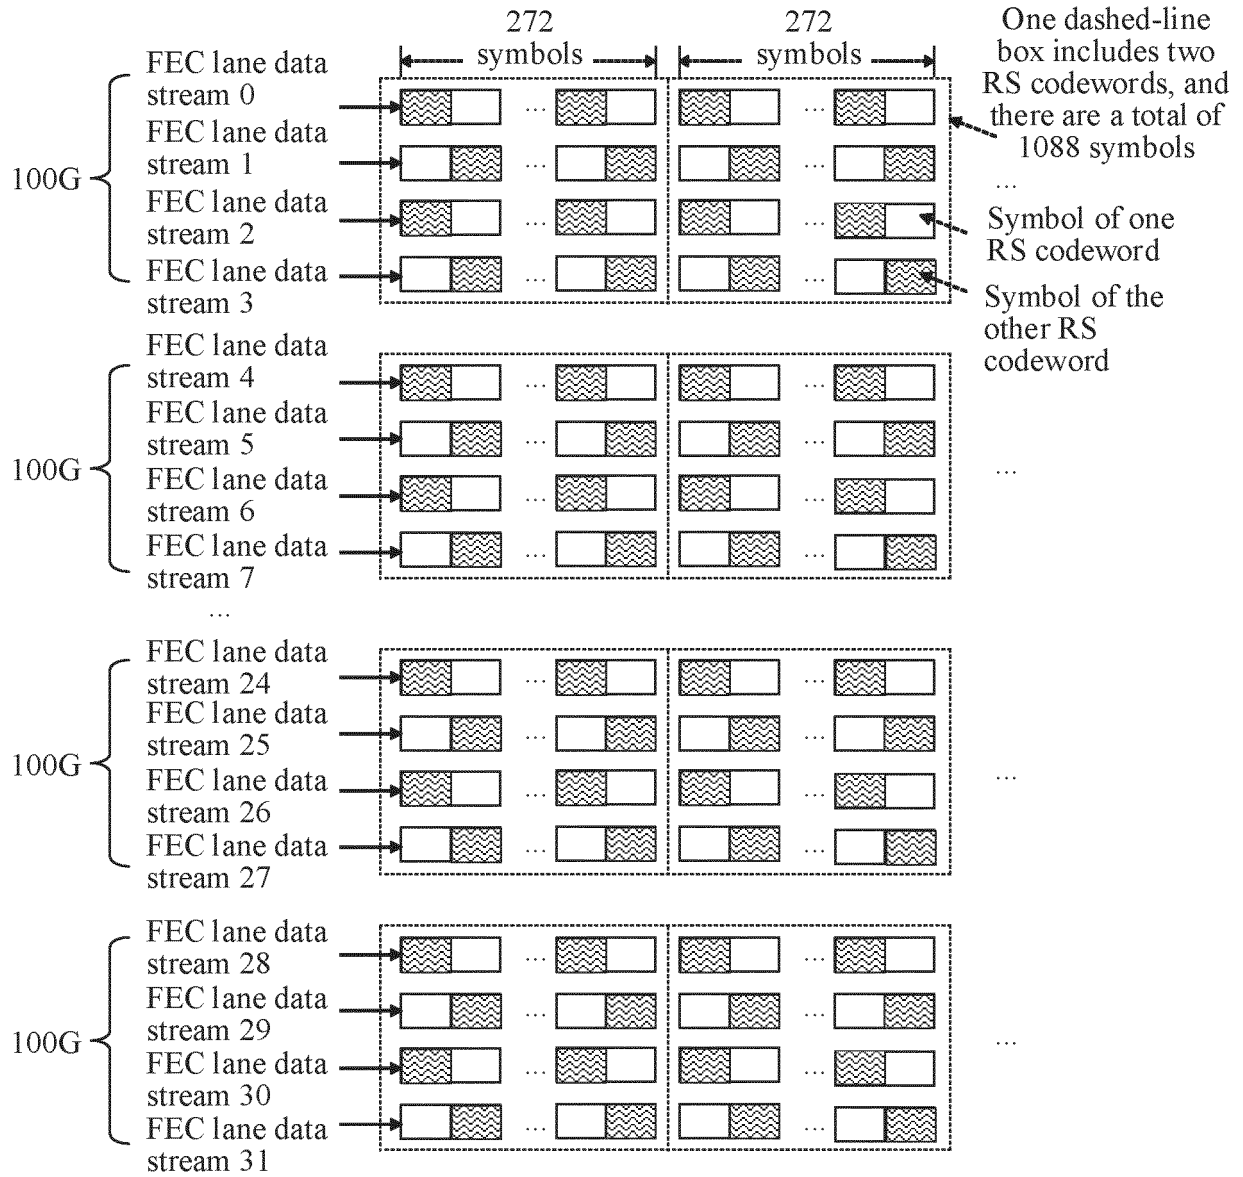 272
symbols
272
symbols
One dashed-line
box includes two
RS codewords, and
there are a total of
1088 symbols
...
Symbol of one
RS codeword
Symbol of the
other RS
codeword
100G
FEC lane data
stream 0
...
...
FEC lane data
stream 1
...
...
FEC lane data
stream 2
...
...
FEC lane data
stream 3
...
...
100G
FEC lane data
stream 4
...
...
FEC lane data
stream 5
...
...
FEC lane data
stream 6
...
...
FEC lane data
stream 7
...
...
...
...
100G
FEC lane data
stream 24
...
...
FEC lane data
stream 25
...
...
FEC lane data
stream 26
...
...
FEC lane data
stream 27
...
...
...
100G
FEC lane data
stream 28
...
...
FEC lane data
stream 29
...
...
FEC lane data
stream 30
...
...
FEC lane data
stream 31
...
...
...